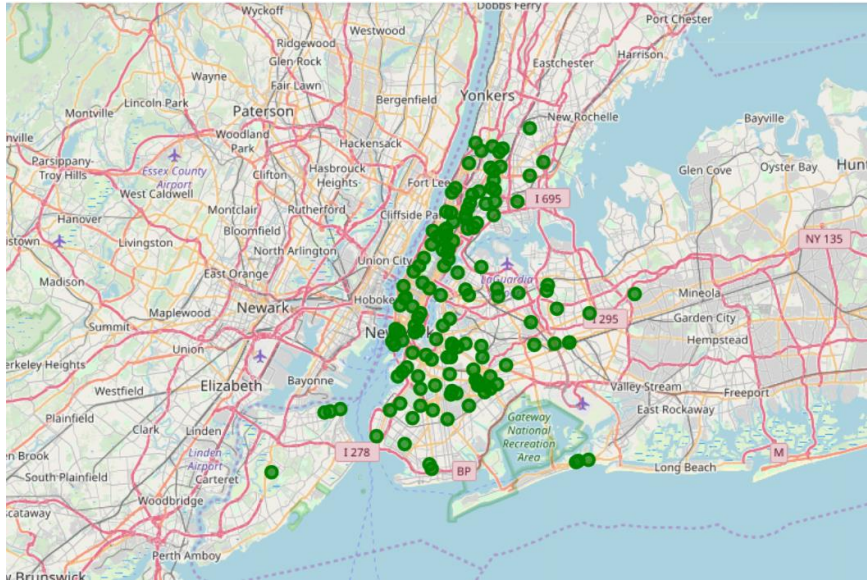 Wyckoff
Dobbs Ferry
Port Chester
Westwood
Ridgewood
Glen Rock
Harrison
Eastchester
Wayne
Fair Lawn
Yonkers
Lincoln Park
Bergenfield
Paterson
New Rochelle
Montville
Bayville
Woodland
Park
Hackensack
Parsippany-
Troy Hills
Essex County
Airport
Hasbrouck
Heights
Clifton
Fort Lee
Glen Cove
Oyster Bay
West Caldwell
I 695
Montclair
Rutherford
Cliffside Park
Hanover
Bloomfield
NY 135
Livingston
North Arlington
Union City
East Orange
Madison
Mineola
Maplewood
Newark
Hoboken
Garden City
I 295
Summit
Hempstead
Union
Berkeley Heights
Bayonne
Elizabeth
Valley Stream
Westfield
Freeport
East Rockaway
Plainfield
Gateway
National
Recreation
Area
Clark
Linden
I 278
Linden
Airport
M
BP
Long Beach
South Plainfield
Carteret
Woodbridge
Perth Amboy
w Brunswick